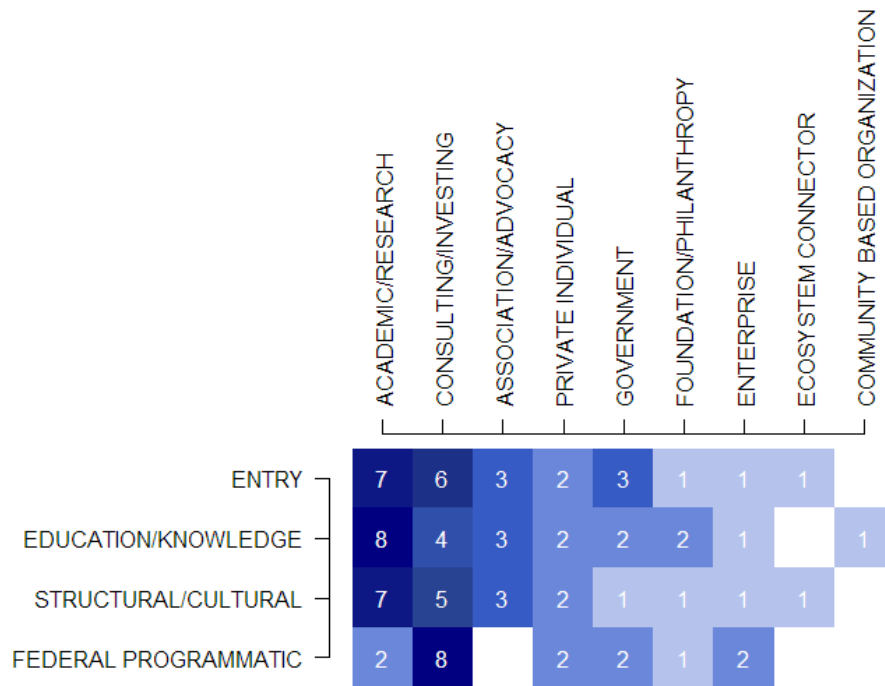 ACADEMIC/RESEARCH
CONSULTING/INVESTING
ASSOCIATION/ADVOCACY
PRIVATE INDIVIDUAL
GOVERNMENT
FOUNDATION/PHILANTHROPY
ENTERPRISE
ECOSYSTEM CONNECTOR
COMMUNITY BASED ORGANIZATION
ENTRY 7 6 3 2 3 1 1 1
EDUCATION/KNOWLEDGE 8 4 3 2 2 2 1 1
STRUCTURAL/CULTURAL 7 5 3 2 1 1 1 1
FEDERAL PROGRAMMATIC 2 8 2 2 1 2